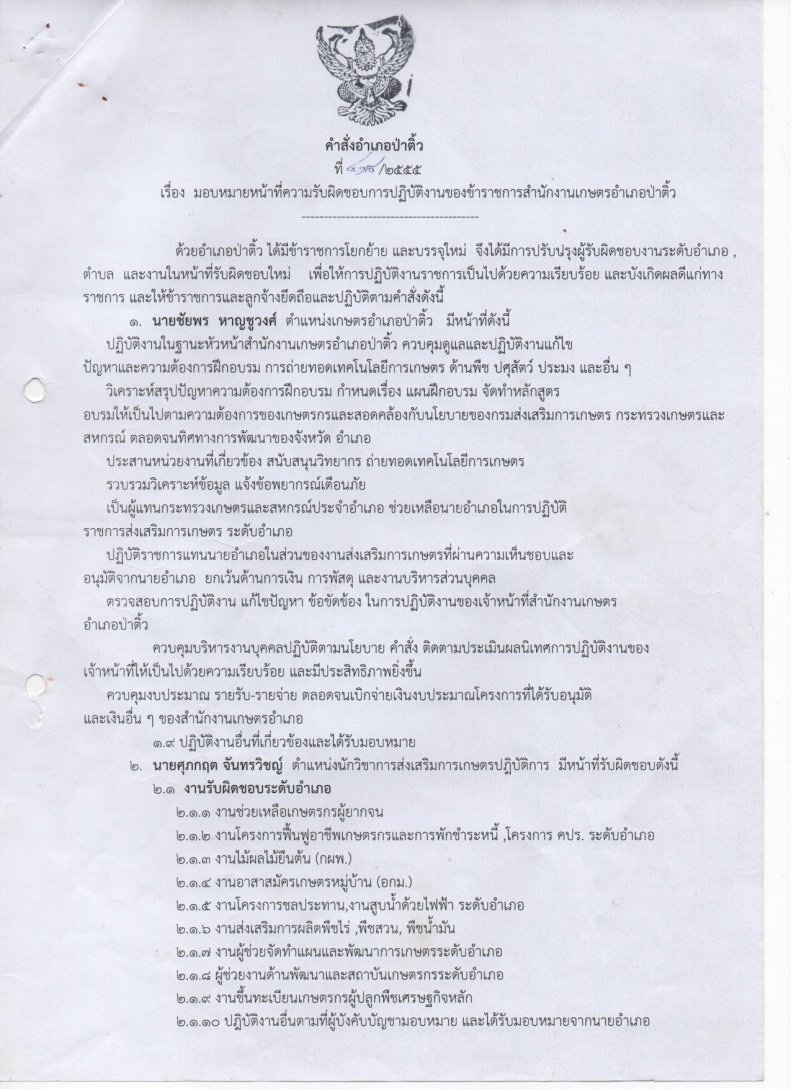 คำสั่งอำเภอป่าติ้ว
ที่ /๒๕๕๕
เรื่อง มอบหมายหน้าที่ความรับผิดชอบการปฏิบัติงานของข้าราชการสำนักงานเกษตรอำเภอป่าติ้ว
----------------------------------------
ด้วยอำเภอป่าติ้ว ได้มีข้าราชการโยกย้าย และบรรจุใหม่ จึงได้มีการปรับปรุงผู้รับผิดชอบงานระดับอำเภอ ,
ตำบล และงานในหน้าที่รับผิดชอบใหม่ เพื่อให้การปฏิบัติงานราชการเป็นไปด้วยความเรียบร้อย และบังเกิดผลดีแก่ทาง
ราชการ และให้ข้าราชการและลูกจ้างยึดถือและปฏิบัติตามคำสั่งดังนี้
๑. นายชัยพร หาญชูวงศ์ ตำแหน่งเกษตรอำเภอป่าติ้ว มีหน้าที่ดังนี้
ปฏิบัติงานในฐานะหัวหน้าสำนักงานเกษตรอำเภอป่าติ้ว ควบคุมดูแลและปฏิบัติงานแก้ไข
ปัญหาและความต้องการฝึกอบรม การถ่ายทอดเทคโนโลยีการเกษตร ด้านพืช ปศุสัตว์ ประมง และอื่น ๆ
วิเคราะห์สรุปปัญหาความต้องการฝึกอบรม กำหนดเรื่อง แผนฝึกอบรม จัดทำหลักสูตร
อบรมให้เป็นไปตามความต้องการของเกษตรกรและสอดคล้องกับนโยบายของกรมส่งเสริมการเกษตร กระทรวงเกษตรและ
สหกรณ์ ตลอดจนทิศทางการพัฒนาของจังหวัด อำเภอ
ประสานหน่วยงานที่เกี่ยวข้อง สนับสนุนวิทยากร ถ่ายทอดเทคโนโลยีการเกษตร
รวบรวมวิเคราะห์ข้อมูล แจ้งข้อพยากรณ์เตือนภัย
เป็นผู้แทนกระทรวงเกษตรและสหกรณ์ประจำอำเภอ ช่วยเหลือนายอำเภอในการปฏิบัติ
ราชการส่งเสริมการเกษตร ระดับอำเภอ
ปฏิบัติราชการแทนนายอำเภอในส่วนของงานส่งเสริมการเกษตรที่ผ่านความเห็นชอบและ
อนุมัติจากนายอำเภอ ยกเว้นด้านการเงิน การพัสดุ และงานบริหารส่วนบุคคล
ตรวจสอบการปฏิบัติงาน แก้ไขปัญหา ข้อขัดข้อง ในการปฏิบัติงานของเจ้าหน้าที่สำนักงานเกษตร
อำเภอป่าติ้ว
ควบคุมบริหารงานบุคคลปฏิบัติตามนโยบาย คำสั่ง ติดตามประเมินผลนิเทศการปฏิบัติงานของ
เจ้าหน้าที่ให้เป็นไปด้วยความเรียบร้อย และมีประสิทธิภาพยิ่งขึ้น
ควบคุมงบประมาณ รายรับ-รายจ่าย ตลอดจนเบิกจ่ายเงินงบประมาณโครงการที่ได้รับอนุมัติ
และเงินอื่น ๆ ของสำนักงานเกษตรอำเภอ
๑.๙ ปฏิบัติงานอื่นที่เกี่ยวข้องและได้รับมอบหมาย
๒. นายศุภกฤต จันทรวิชญ์ ตำแหน่งนักวิชาการส่งเสริมการเกษตรปฏิบัติการ มีหน้าที่รับผิดชอบดังนี้
๒.๑ งานรับผิดชอบระดับอำเภอ
๒.๑.๑ งานช่วยเหลือเกษตรกรผู้ยากจน
๒.๑.๒ งานโครงการฟื้นฟูอาชีพเกษตรกรและการพักชำระหนี้ ,โครงการ คปร. ระดับอำเภอ
๒.๑.๓ งานไม้ผลไม้ยืนต้น (กผพ.)
๒.๑.๔ งานอาสาสมัครเกษตรหมู่บ้าน (อกม.)
๒.๑.๕ งานโครงการชลประทาน,งานสูบน้ำด้วยไฟฟ้า ระดับอำเภอ
๒.๑.๖ งานส่งเสริมการผลิตพืชไร่ ,พืชสวน, พืชน้ำมัน
๒.๑.๗ งานผู้ช่วยจัดทำแผนและพัฒนาการเกษตรระดับอำเภอ
๒.๑.๘ ผู้ช่วยงานด้านพัฒนาและสถาบันเกษตรกรระดับอำเภอ
๒.๑.๙ งานขึ้นทะเบียนเกษตรกรผู้ปลูกพืชเศรษฐกิจหลัก
๒.๑.๑๐ ปฏิบัติงานอื่นตามที่ผู้บังคับบัญชามอบหมาย และได้รับมอบหมายจากนายอำเภอ